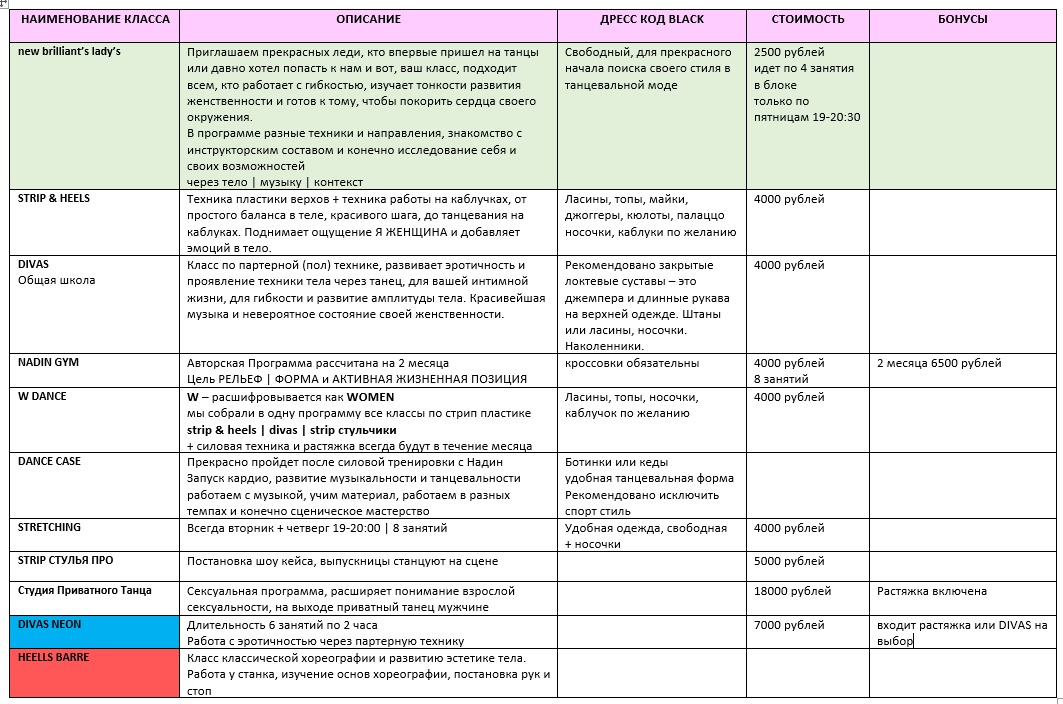 НАИМЕНОВАНИЕ КЛАССА
ОПИСАНИЕ
ДРЕСС КОД BLACK
СТОИМОСТЬ
БОНУСЫ
new brilliant’s lady’s
Приглашаем прекрасных леди, кто впервые пришел на танцы
или давно хотел попасть к нам и вот, ваш класс, подходит
всем, кто работает с гибкостью, изучает тонкости развития
женственности и готов к тому, чтобы покорить сердца своего
окружения.
В программе разные техники и направления, знакомство с
инструкторским составом и конечно исследование себя и
своих возможностей
через тело | музыку | контекст
Свободный, для прекрасного
начала поиска своего стиля в
танцевальной моде
2500 рублей
идет по 4 занятия
в блоке
только по
пятницам 19-20:30
STRIP & HEELS
Техника пластики верхов + техника работы на каблучках, от
простого баланса в теле, красивого шага, до танцевания на
каблуках. Поднимает ощущение Я ЖЕНЩИНА и добавляет
эмоций в тело.
Ласины, топы, майки,
джоггеры, кюлоты, палаццо
носочки, каблуки по желанию
4000 рублей
DIVAS
Общая школа
Класс по партерной (пол) технике, развивает эротичность и
проявление техники тела через танец, для вашей интимной
жизни, для гибкости и развитие амплитуды тела. Красивейшая
музыка и невероятное состояние своей женственности.
Рекомендовано закрытые
локтевые суставы – это
джемпера и длинные рукава
на верхней одежде. Штаны
или ласины, носочки.
Наколенники.
4000 рублей
NADIN GYM
Авторская Программа рассчитана на 2 месяца
Цель РЕЛЬЕФ | ФОРМА и АКТИВНАЯ ЖИЗНЕННАЯ ПОЗИЦИЯ
кроссовки обязательны
4000 рублей
8 занятий
2 месяца 6500 рублей
W DANCE
W – расшифровывается как WOMEN
мы собрали в одну программу все классы по стрип пластике
strip & heels | divas | strip стульчики
+ силовая техника и растяжка всегда будут в течение месяца
Ласины, топы, носочки,
каблучок по желанию
4000 рублей
DANCE CASE
Прекрасно пройдет после силовой тренировки с Надин
Запуск кардио, развитие музыкальности и танцевальности
работаем с музыкой, учим материал, работаем в разных
темпах и конечно сценическое мастерство
Ботинки или кеды
удобная танцевальная форма
Рекомендовано исключить
спорт стиль
STRETCHING
Всегда вторник + четверг 19-20:00 | 8 занятий
Удобная одежда, свободная
+ носочки
4000 рублей
STRIP СТУЛЬЯ ПРО
Постановка шоу кейса, выпускницы станцуют на сцене
5000 рублей
Студия Приватного Танца
Сексуальная программа, расширяет понимание взрослой
сексуальности, на выходе приватный танец мужчине
18000 рублей
Растяжка включена
DIVAS NEON
Длительность 6 занятий по 2 часа
Работа с эротичностью через партерную технику
7000 рублей
входит растяжка или DIVAS на
выбор
HEELLS BARRE
Класс классической хореографии и развитию эстетике тела.
Работа у станка, изучение основ хореографии, постановка рук и
стоп